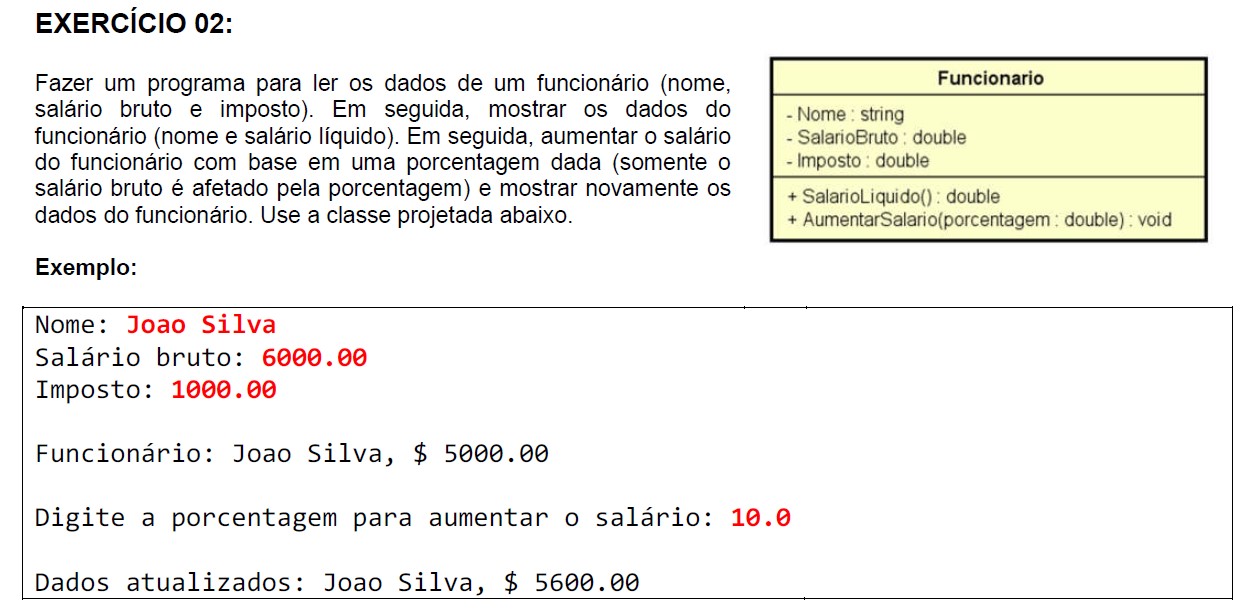 EXERCÍCIO 02:
Fazer um programa para ler os dados de um funcionário (nome,
salário bruto e imposto). Em seguida, mostrar os dados do
funcionário (nome e salário líquido). Em seguida, aumentar o salário
do funcionário com base em uma porcentagem dada (somente o
salário bruto é afetado pela porcentagem) e mostrar novamente os
dados do funcionário. Use a classe projetada abaixo.
Funcionario
- Nome : string
- SalarioBruto : double
- Imposto : double
+ SalarioLiquido() : double
+ AumentarSalario(porcentagem : double) : void
Exemplo:
Nome: Joao Silva
Salário bruto: 6000.00
Imposto: 1000.00
Funcionário: Joao Silva, $ 5000.00
Digite a porcentagem para aumentar o salário: 10.0
Dados atualizados: Joao Silva, $ 5600.00